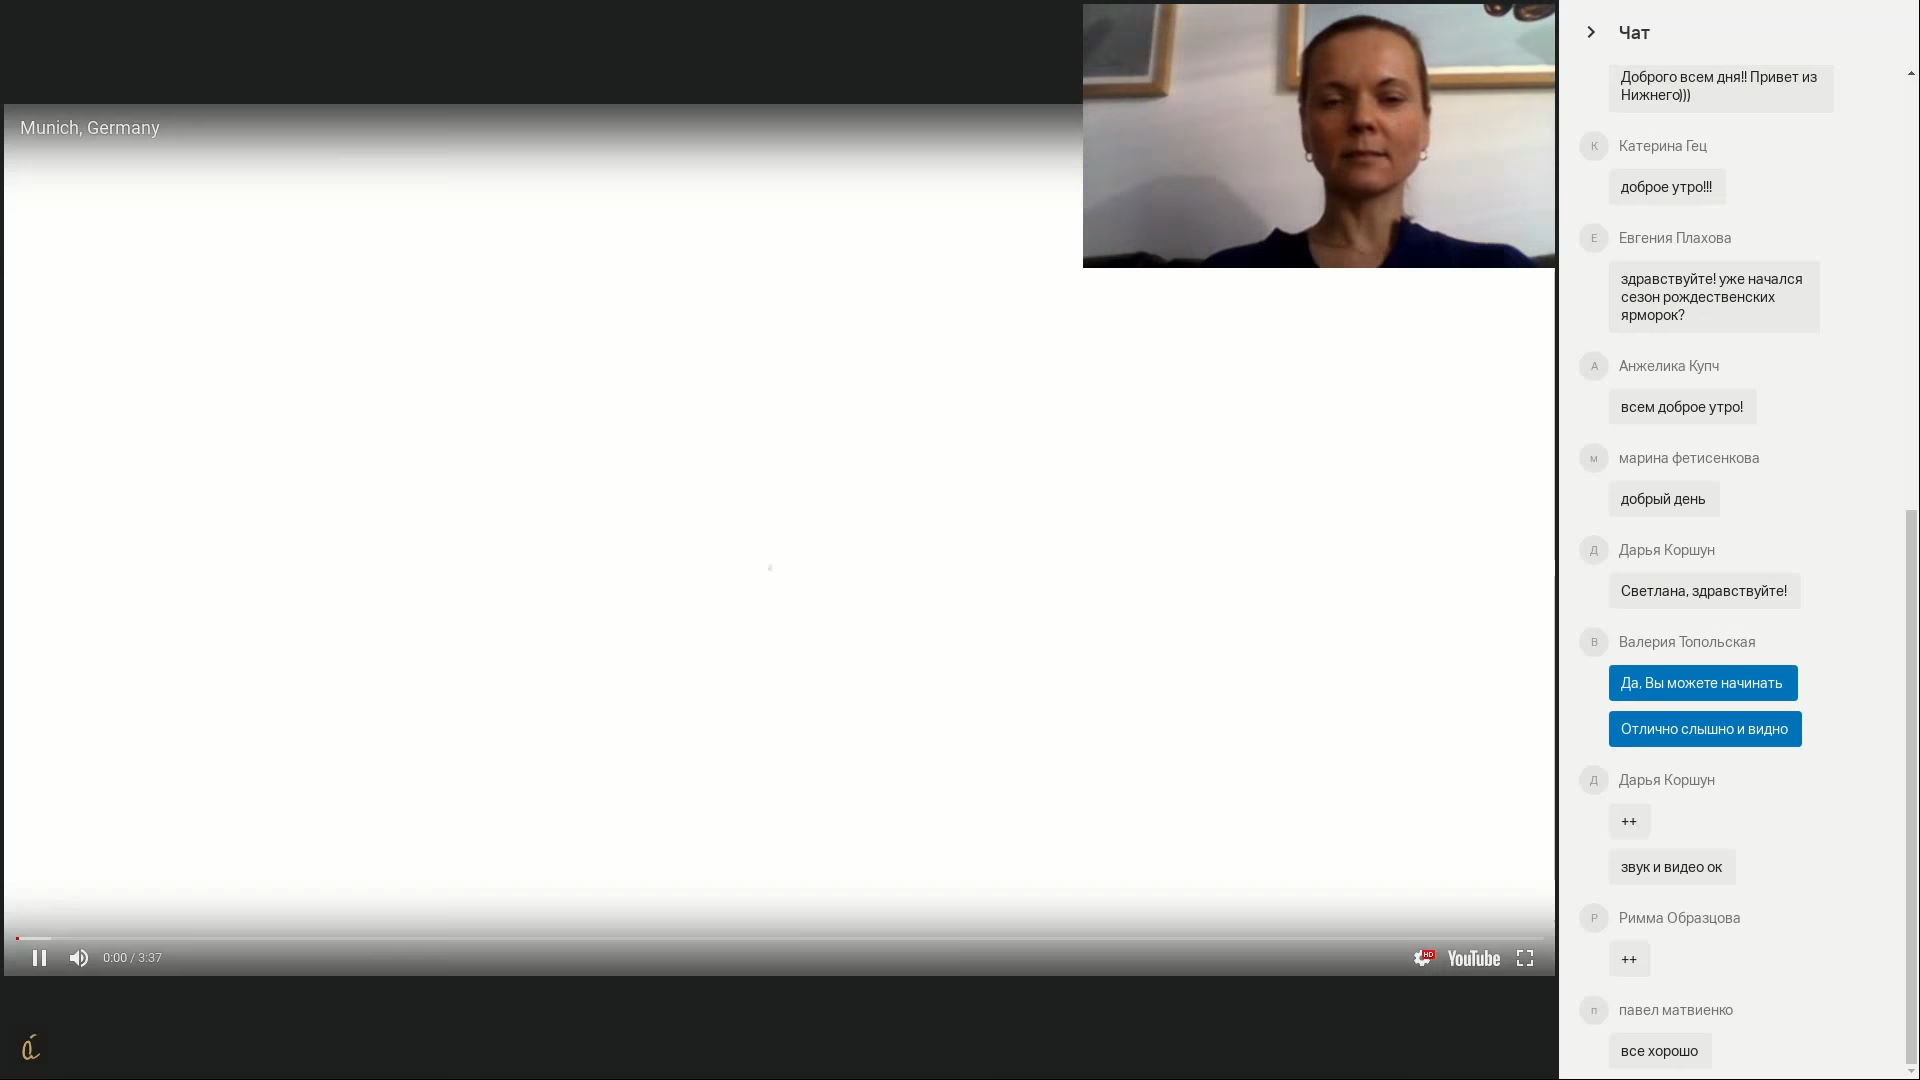 Munich, Germany
0:00 / 3:37
HD
YouTube
á
Чат
Доброго всем дня!! Привет из
Нижнего)))
К
Катерина Гец
доброе утро!!!
Е
Евгения Плахова
здравствуйте! уже начался
сезон рождественских
ярморок?
А
Анжелика Купч
всем доброе утро!
м
марина фетисенкова
добрый день
Д
Дарья Коршун
Светлана, здравствуйте!
В
Валерия Топольская
Да, Вы можете начинать
Отлично слышно и видно
Д
Дарья Коршун
++
звук и видео ок
Р
Римма Образцова
++
п
павел матвиенко
все хорошо